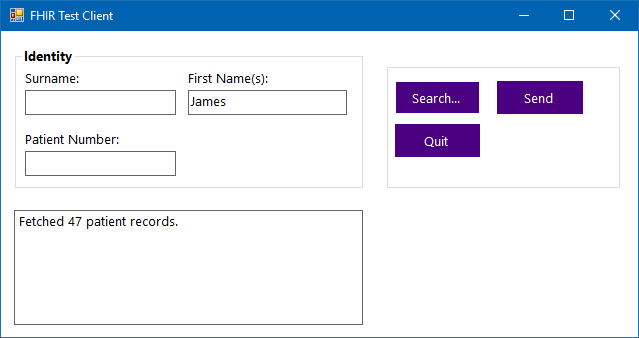 FHIR Test Client
Identity
Surname:
First Name(s):
James
Patient Number:
Search...
Send
Quit
Fetched 47 patient records.